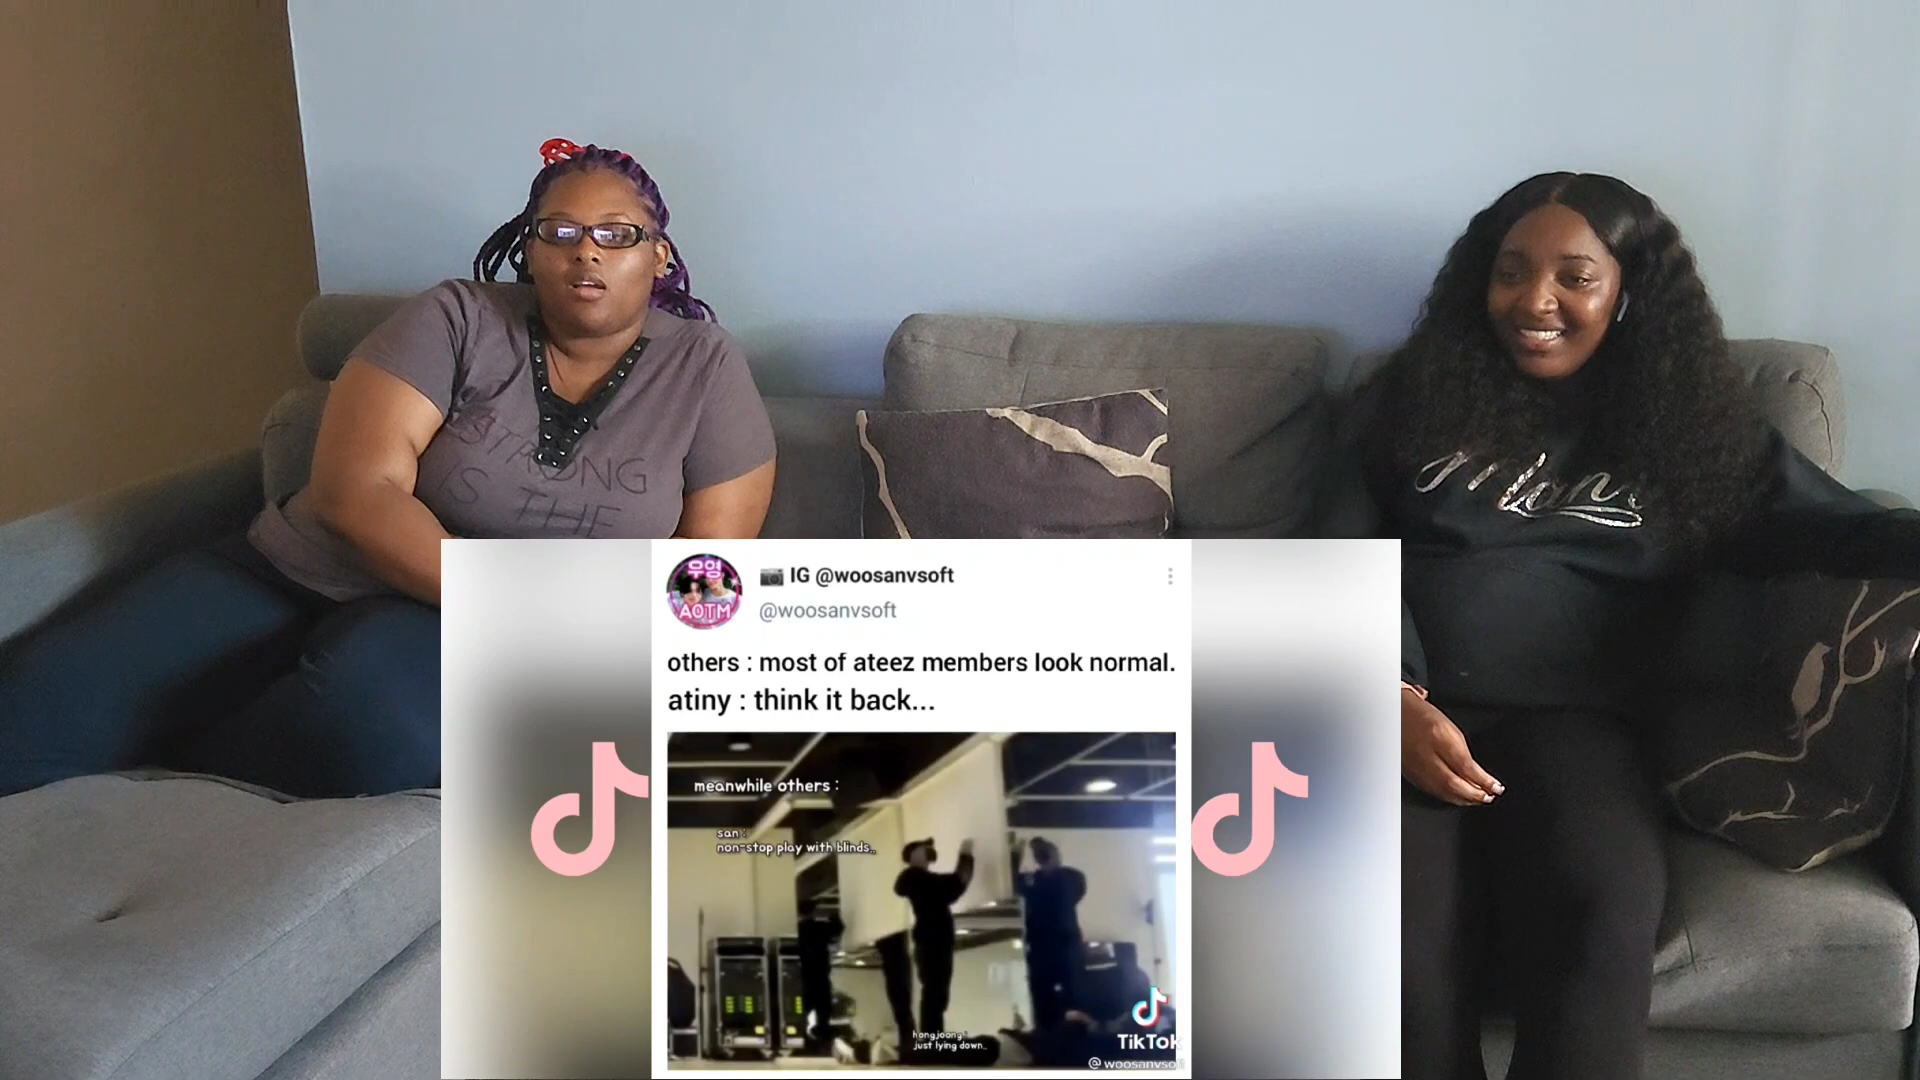 STRONG
IS THE
우영
AOTM
IG @woosanvsoft
@woosanvsoft
others : most of ateez members look normal.
atiny : think it back...
meanwhile others :
san :
non-stop play with blinds..
hongjoong :
just lying down..
TikTok